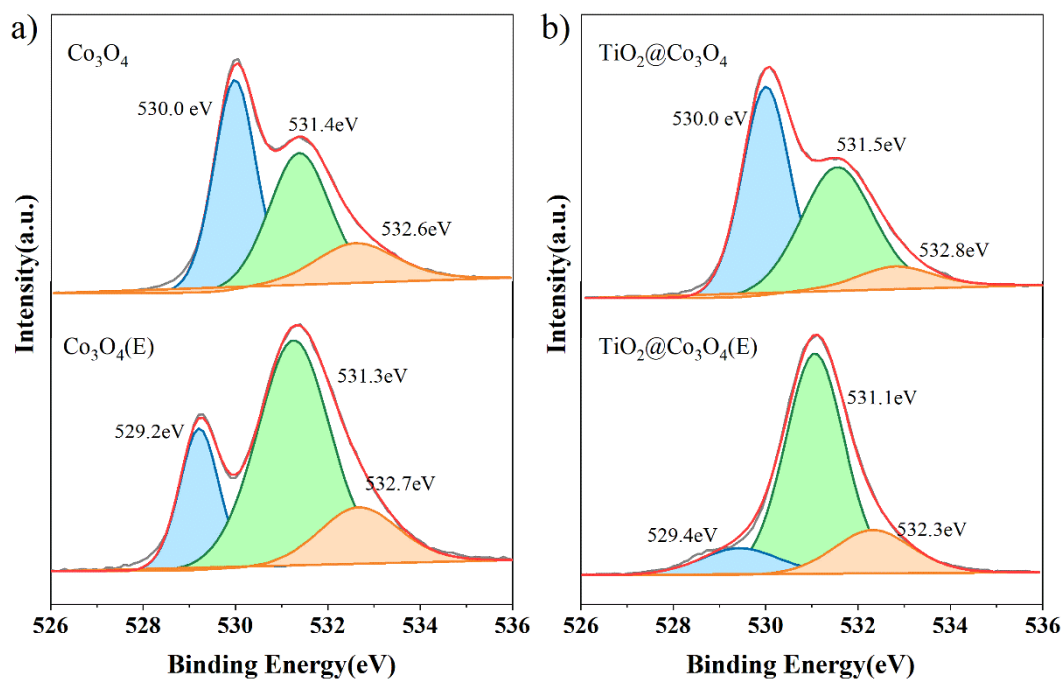 a)
Co₃O₄
530.0 eV
531.4eV
532.6eV
Co₃O₄(E)
529.2eV
531.3eV
532.7eV
Intensity(a.u.)
526 528 530 532 534 536
Binding Energy(eV)
b)
TiO₂@Co₃O₄
530.0 eV
531.5eV
532.8eV
TiO₂@Co₃O₄(E)
529.4eV
531.1eV
532.3eV
Intensity(a.u.)
526 528 530 532 534 536
Binding Energy(eV)